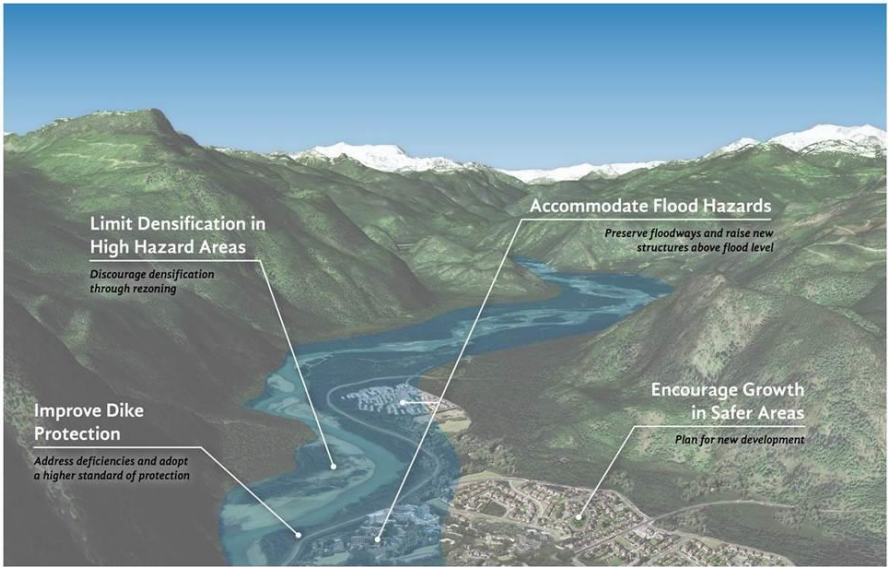 Limit Densification in
High Hazard Areas
Discourage densification
through rezoning
Accommodate Flood Hazards
Preserve floodways and raise new
structures above flood level
Improve Dike
Protection
Address deficiencies and adopt
a higher standard of protection
Encourage Growth
in Safer Areas
Plan for new development